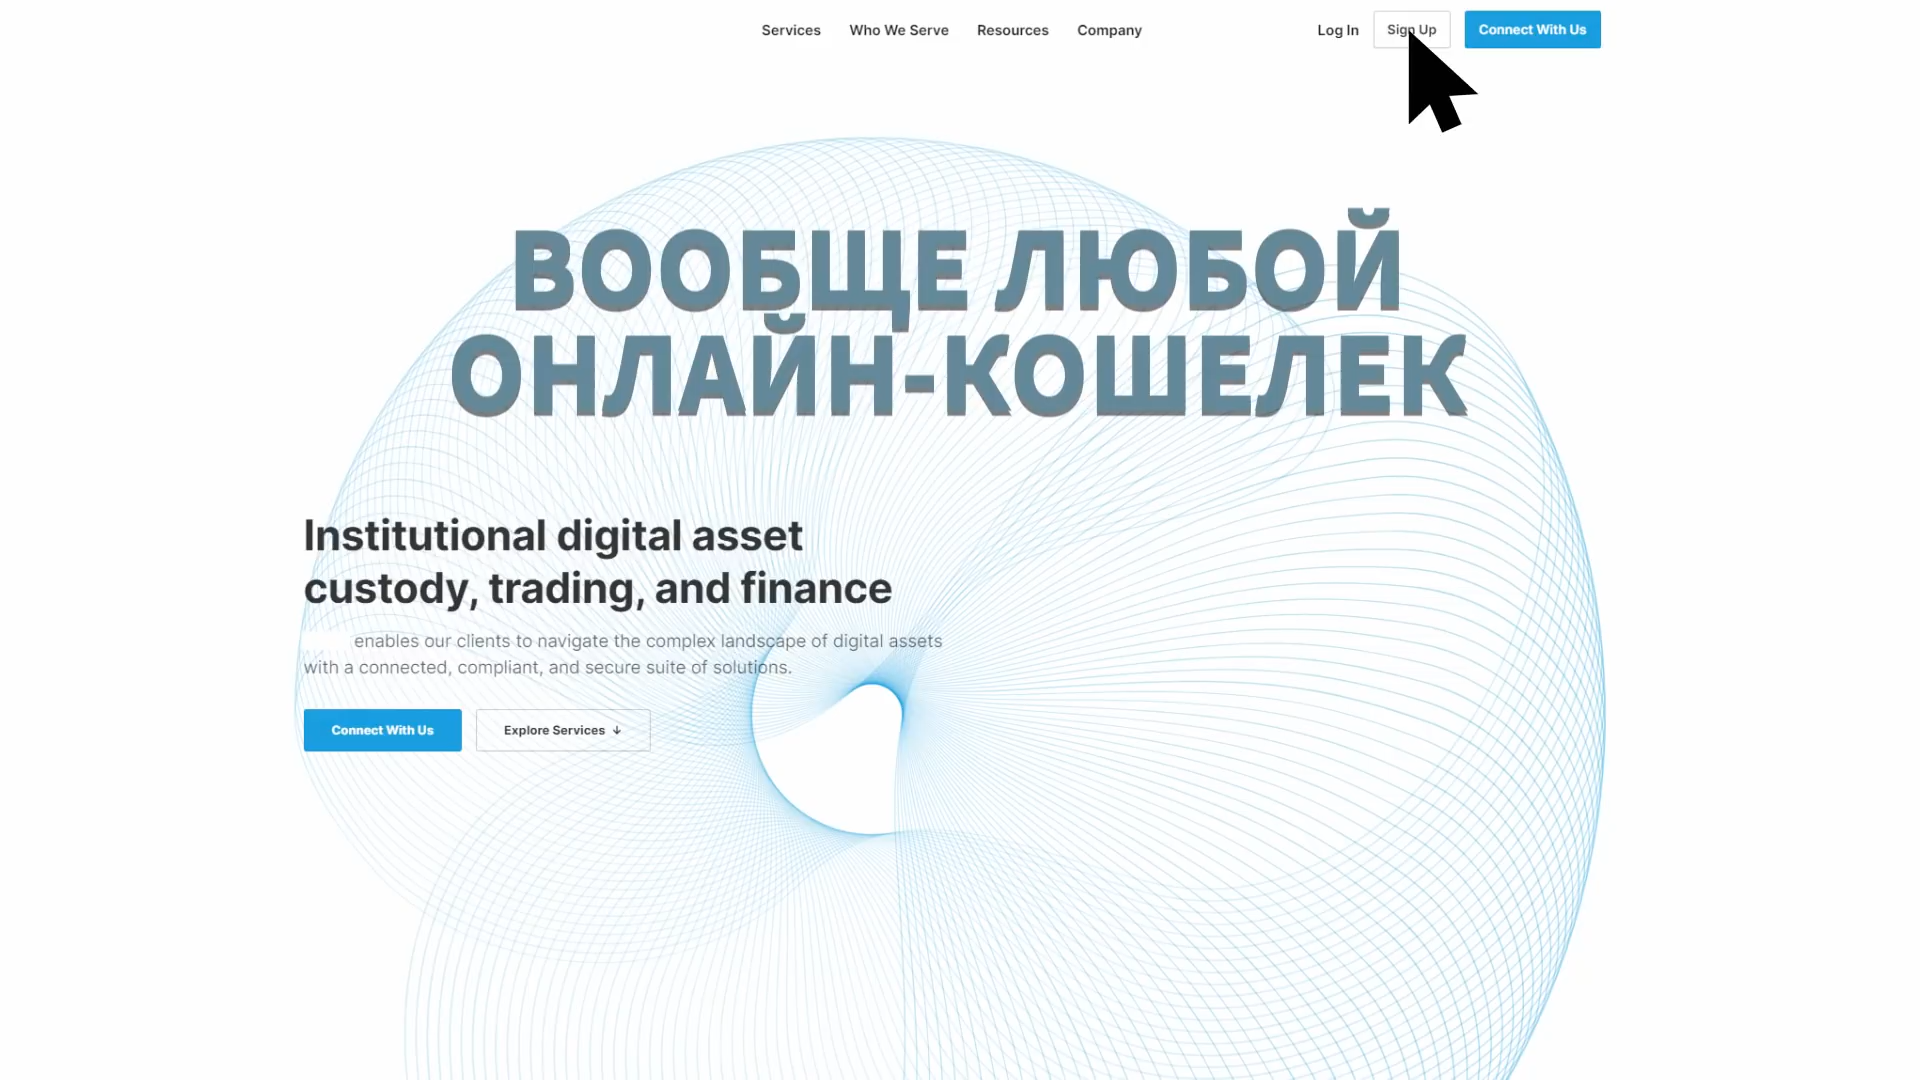 Services
Who We Serve
Resources
Company
Log In
Sign Up
Connect With Us
ВООБЩЕ ЛЮБОЙ
ОНЛАЙН-КОШЕЛЕК
Institutional digital asset
custody, trading, and finance
enables our clients to navigate the complex landscape of digital assets
with a connected, compliant, and secure suite of solutions.
Connect With Us
Explore Services ↓